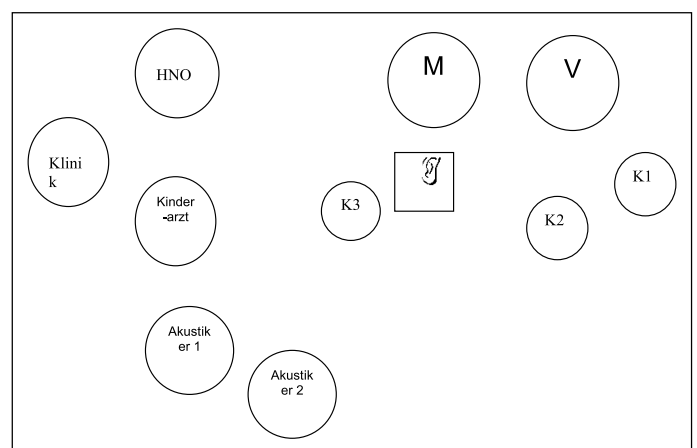 HNO
M
V
Klini
k
Kinder
-arzt
K3
K2
K1
Akustik
er 1
Akustik
er 2